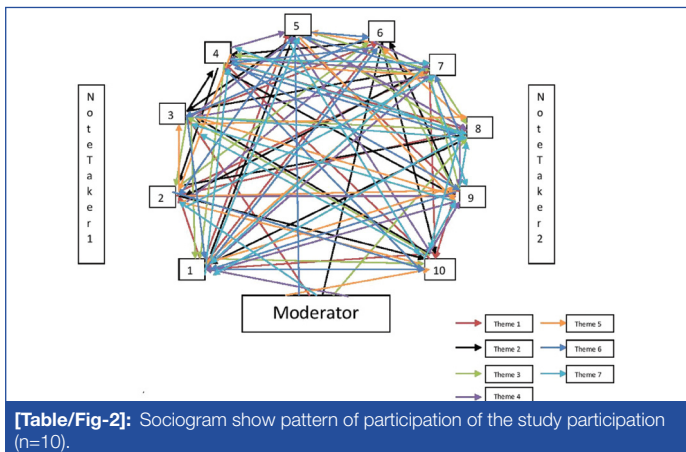 5
6
4
7
3
8
2
9
1
10
NoteTaker1
NoteTaker2
Moderator
Theme 1
Theme 5
Theme 2
Theme 6
Theme 3
Theme 7
Theme 4
[Table/Fig-2]: Sociogram show pattern of participation of the study participation
(n=10).